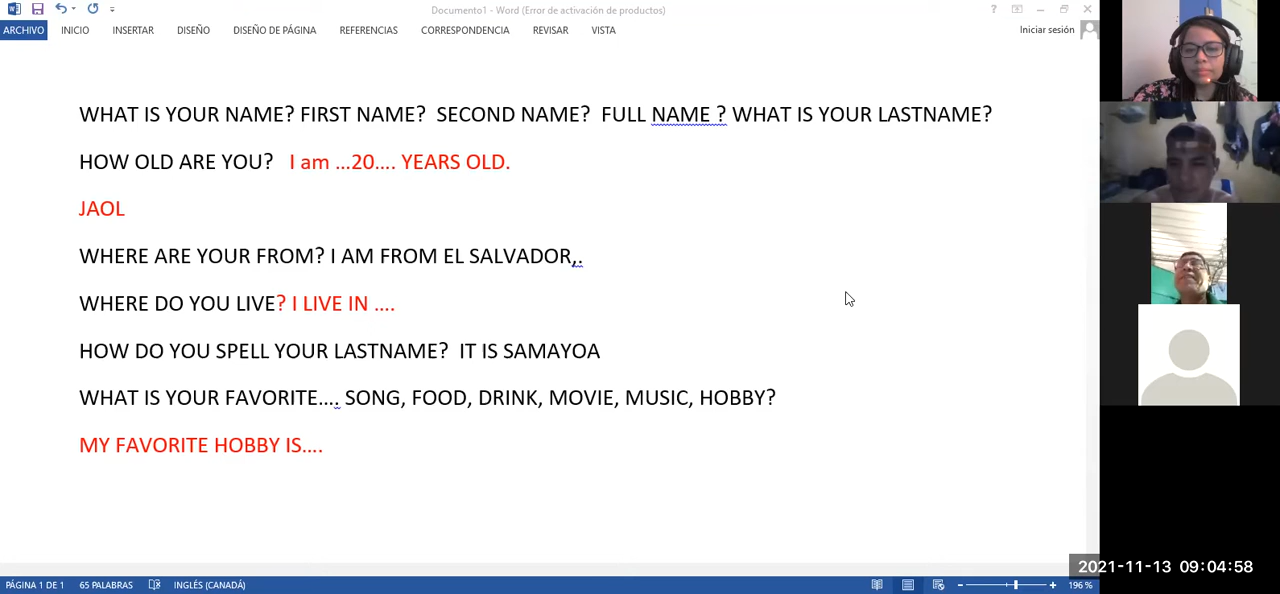 Documento1 - Word (Error de activación de productos)
ARCHIVO INICIO INSERTAR DISEÑO DISEÑO DE PÁGINA REFERENCIAS CORRESPONDENCIA REVISAR VISTA Iniciar sesión
WHAT IS YOUR NAME? FIRST NAME? SECOND NAME? FULL NAME ? WHAT IS YOUR LASTNAME?
HOW OLD ARE YOU? I am ...20.... YEARS OLD.
JAOL
WHERE ARE YOUR FROM? I AM FROM EL SALVADOR,.
WHERE DO YOU LIVE? I LIVE IN ....
HOW DO YOU SPELL YOUR LASTNAME? IT IS SAMAYOA
WHAT IS YOUR FAVORITE.... SONG, FOOD, DRINK, MOVIE, MUSIC, HOBBY?
MY FAVORITE HOBBY IS....
2021-11-13 09:04:58
PÁGINA 1 DE 1 65 PALABRAS INGLÉS (CANADÁ) 196 %